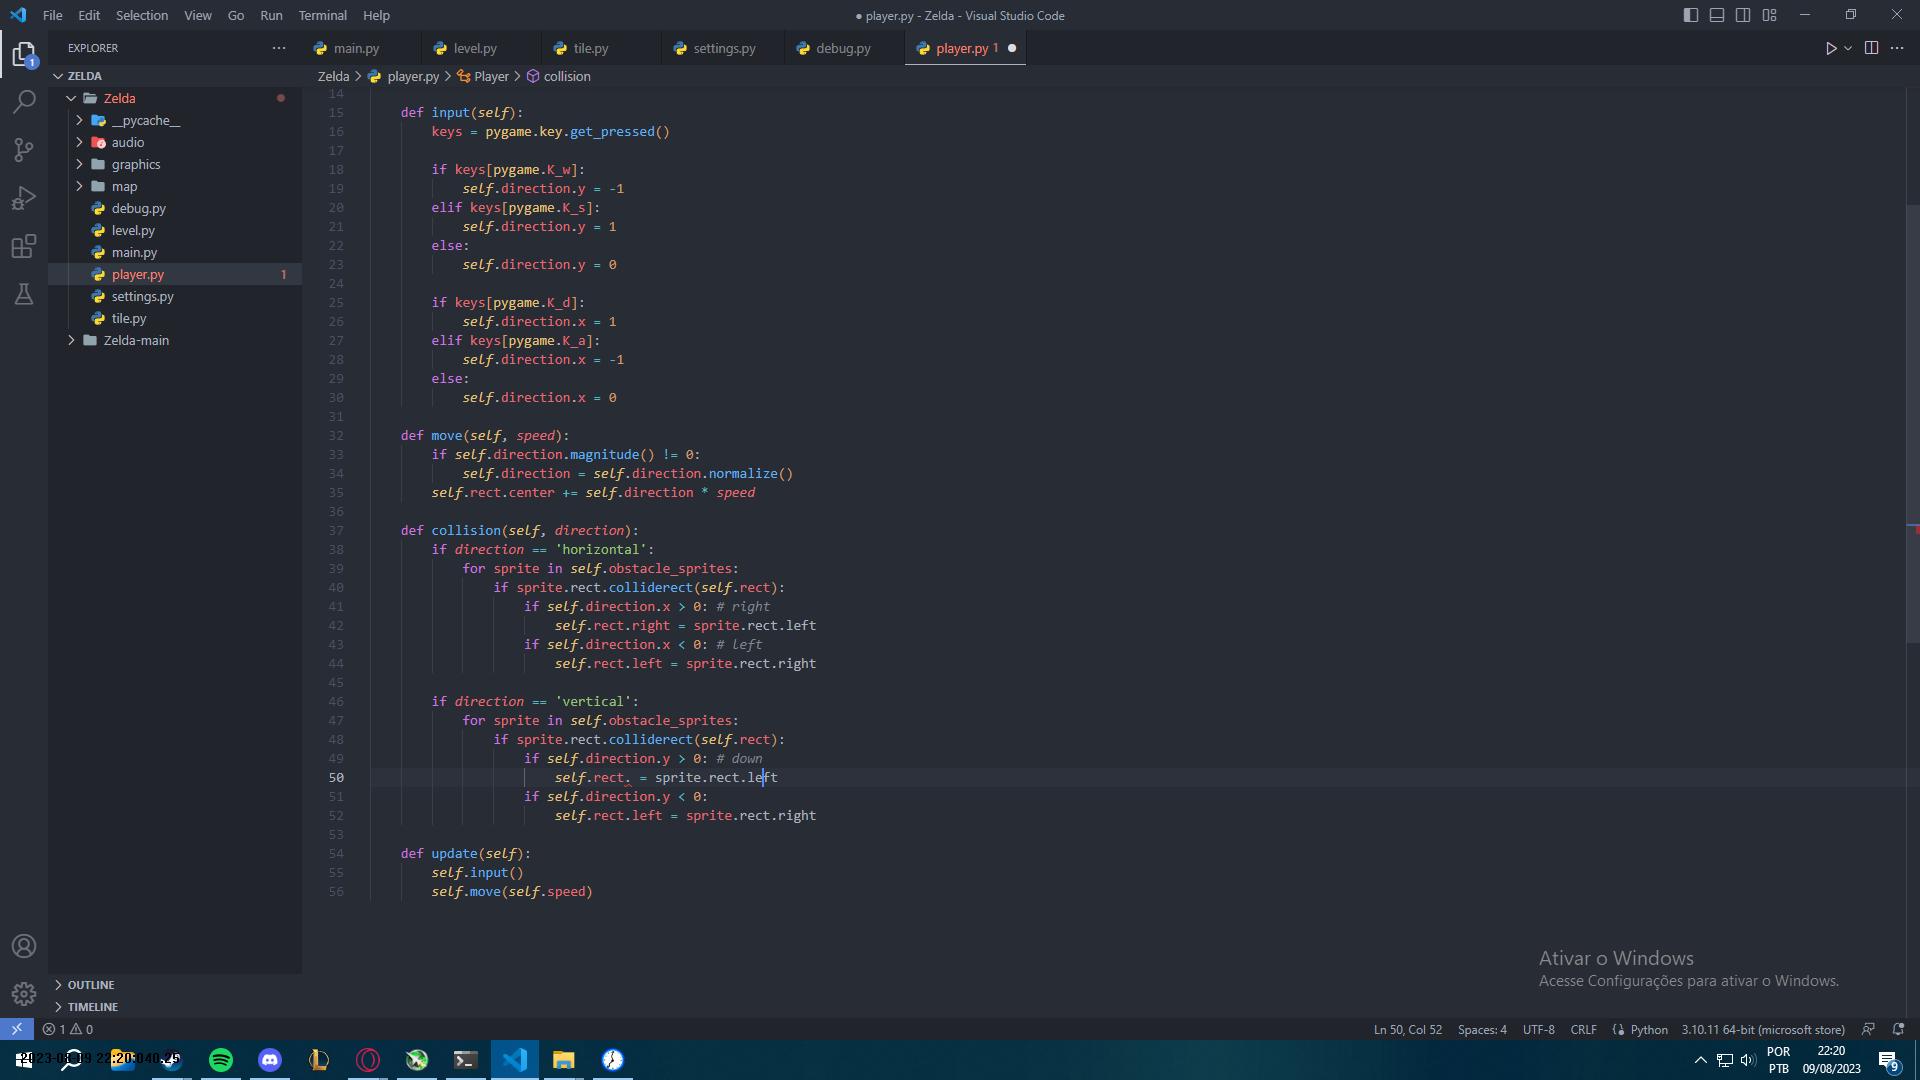 File Edit Selection View Go Run Terminal Help
● player.py - Zelda - Visual Studio Code
EXPLORER
main.py level.py tile.py settings.py debug.py player.py 1
ZELDA
Zelda > player.py > Player > collision
Zelda
__pycache__
audio
graphics
map
debug.py
level.py
main.py
player.py 1
settings.py
tile.py
Zelda-main
14
15 def input(self):
16 keys = pygame.key.get_pressed()
17
18 if keys[pygame.K_w]:
19 self.direction.y = -1
20 elif keys[pygame.K_s]:
21 self.direction.y = 1
22 else:
23 self.direction.y = 0
24
25 if keys[pygame.K_d]:
26 self.direction.x = 1
27 elif keys[pygame.K_a]:
28 self.direction.x = -1
29 else:
30 self.direction.x = 0
31
32 def move(self, speed):
33 if self.direction.magnitude() != 0:
34 self.direction = self.direction.normalize()
35 self.rect.center += self.direction * speed
36
37 def collision(self, direction):
38 if direction == 'horizontal':
39 for sprite in self.obstacle_sprites:
40 if sprite.rect.colliderect(self.rect):
41 if self.direction.x > 0: # right
42 self.rect.right = sprite.rect.left
43 if self.direction.x < 0: # left
44 self.rect.left = sprite.rect.right
45
46 if direction == 'vertical':
47 for sprite in self.obstacle_sprites:
48 if sprite.rect.colliderect(self.rect):
49 if self.direction.y > 0: # down
50 self.rect. = sprite.rect.left
51 if self.direction.y < 0:
52 self.rect.left = sprite.rect.right
53
54 def update(self):
55 self.input()
56 self.move(self.speed)
Ativar o Windows
Acesse Configurações para ativar o Windows.
OUTLINE
TIMELINE
1 0
Ln 50, Col 52 Spaces: 4 UTF-8 CRLF Python 3.10.11 64-bit (microsoft store)
POR
PTB
22:20
09/08/2023
9